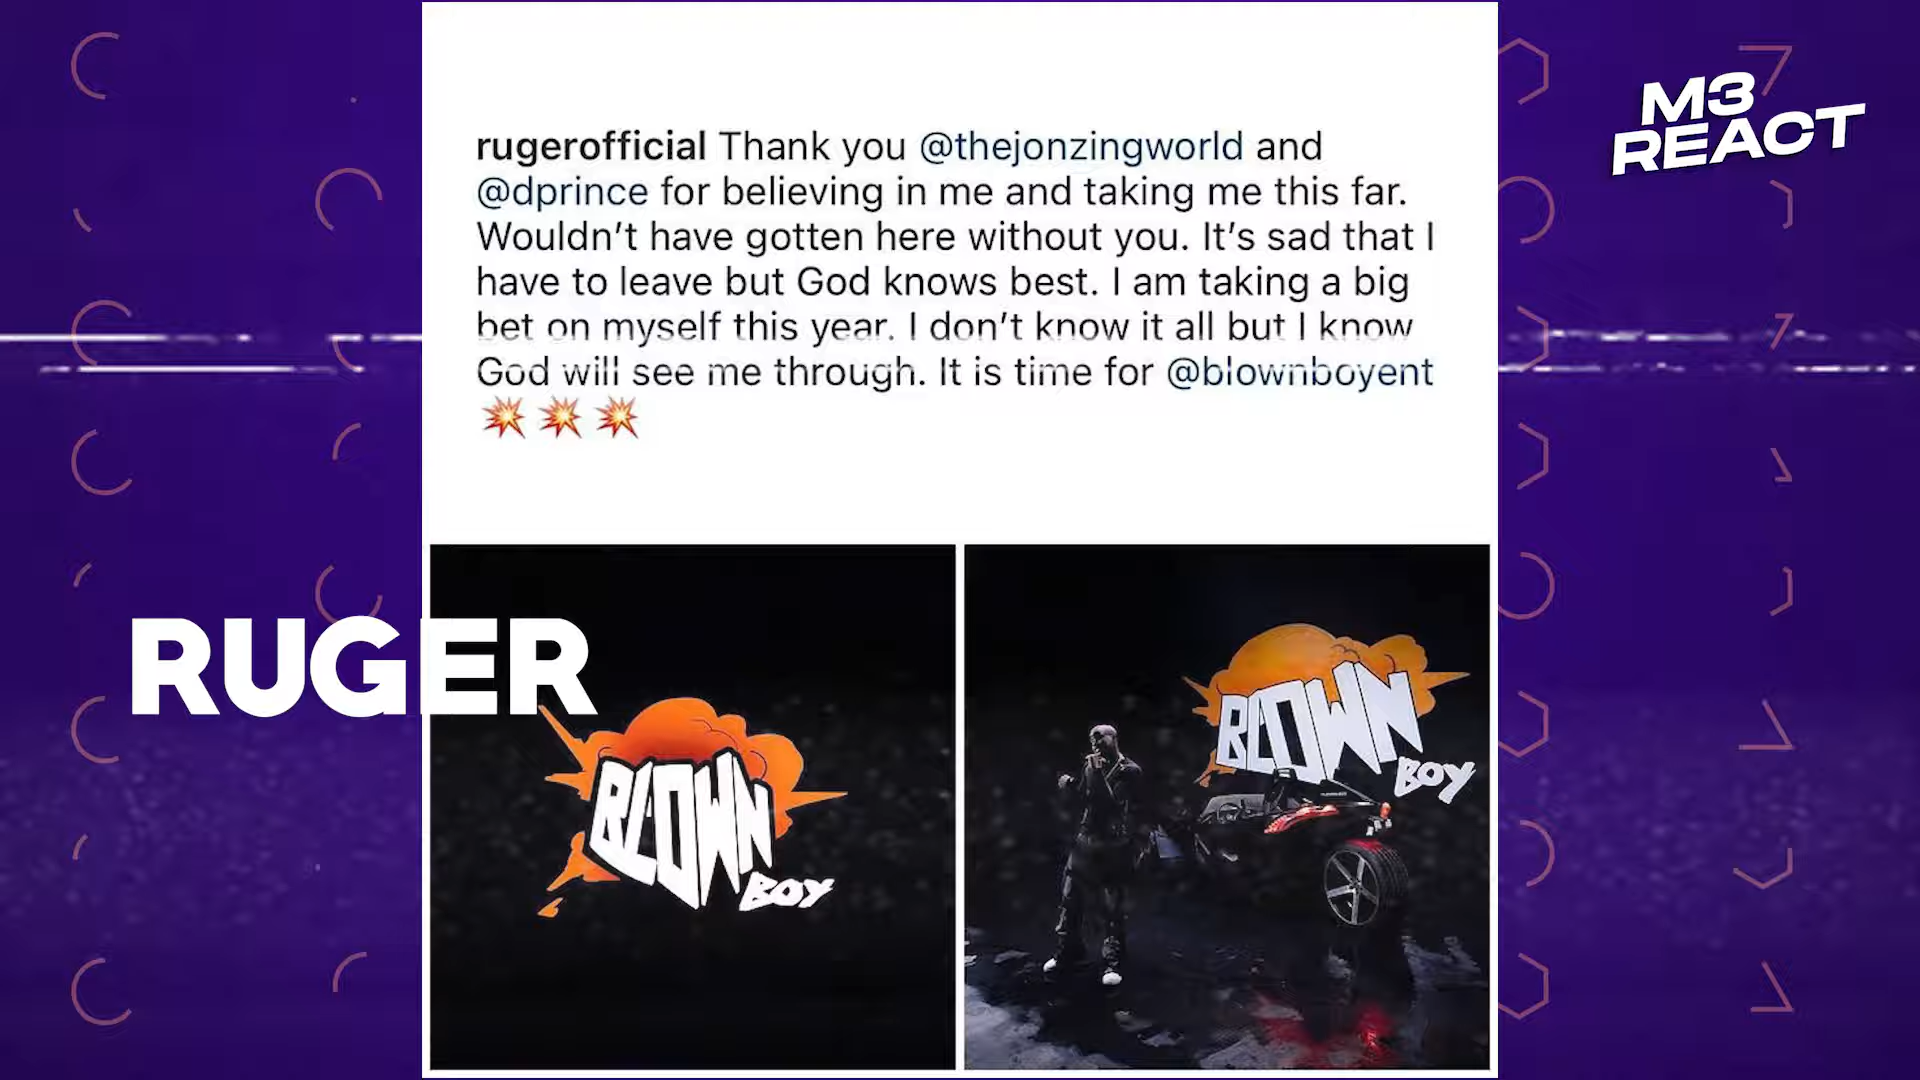 M3
REACT
rugerofficial Thank you @thejonzingworld and
@dprince for believing in me and taking me this far.
Wouldn’t have gotten here without you. It’s sad that I
have to leave but God knows best. I am taking a big
bet on myself this year. I don’t know it all but I know
God will see me through. It is time for @blownboyent
💥 💥 💥
RUGER
BLOWN
BOY
BLOWN
BOY